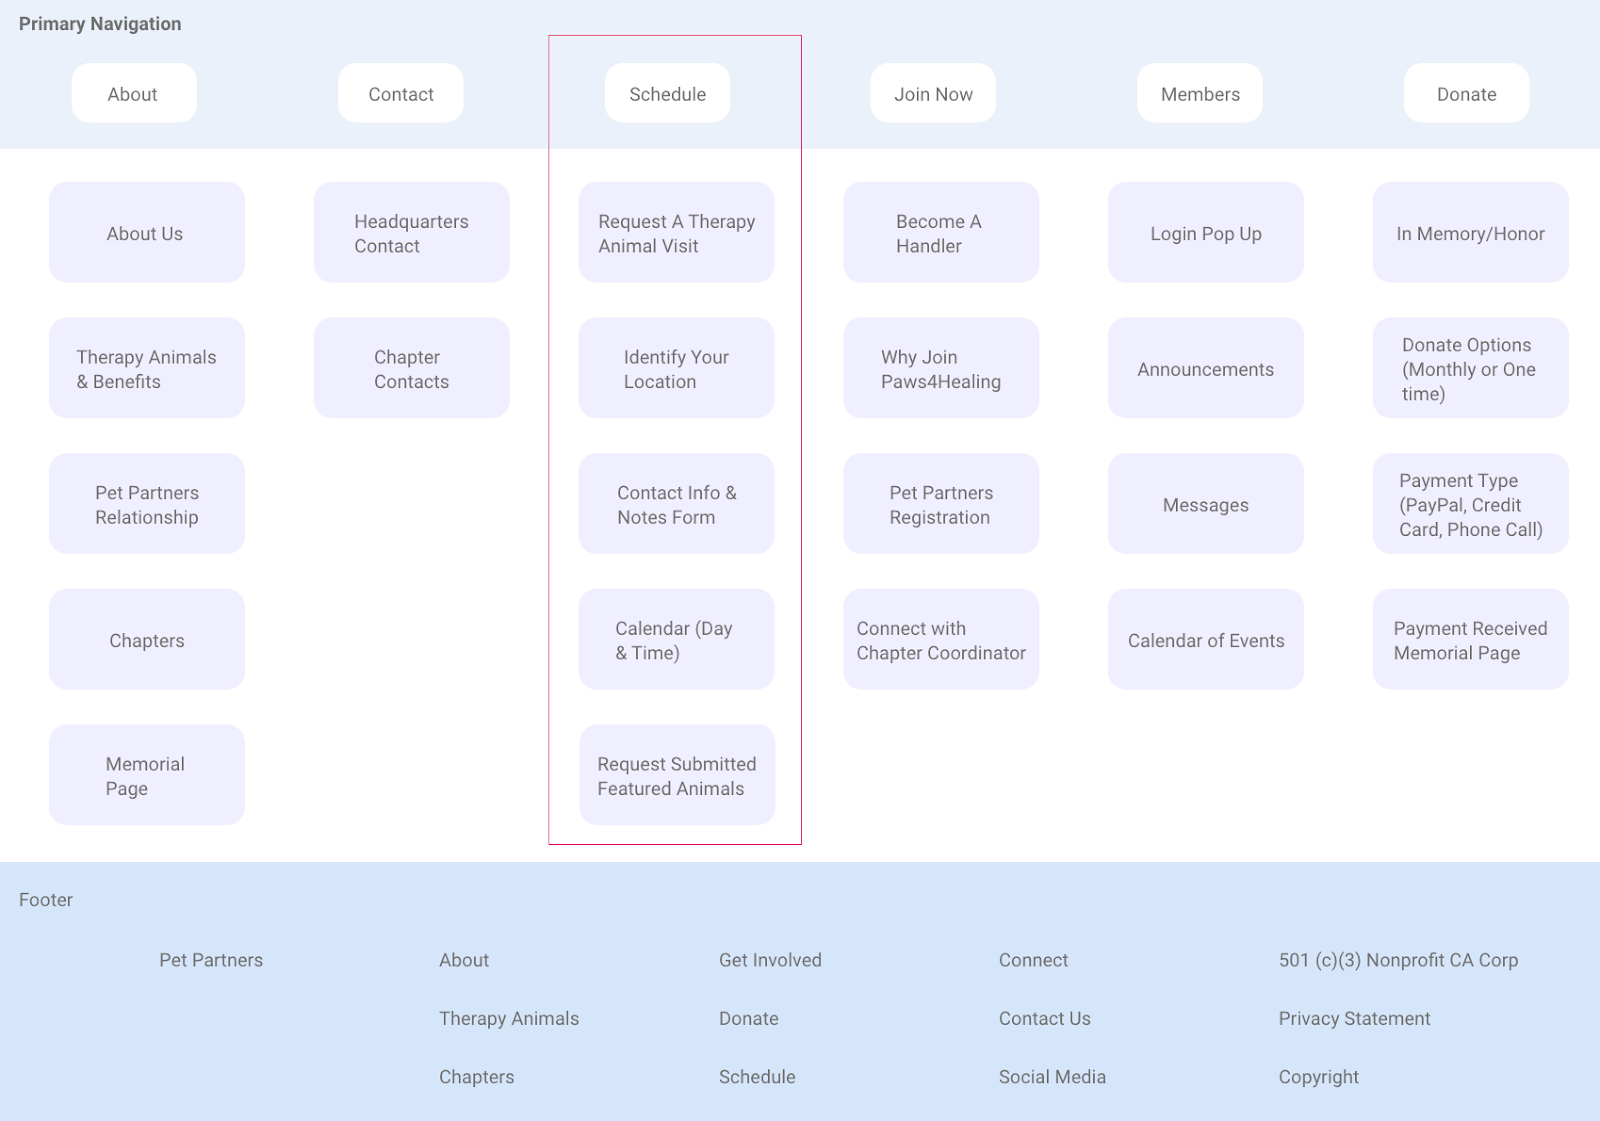 Primary Navigation
About
Contact
Schedule
Join Now
Members
Donate
About Us
Headquarters
Contact
Request A Therapy
Animal Visit
Become A
Handler
Login Pop Up
In Memory/Honor
Therapy Animals
& Benefits
Chapter
Contacts
Identify Your
Location
Why Join
Paws4Healing
Announcements
Donate Options
(Monthly or One
time)
Pet Partners
Relationship
Contact Info &
Notes Form
Pet Partners
Registration
Messages
Payment Type
(PayPal, Credit
Card, Phone Call)
Chapters
Calendar (Day
& Time)
Connect with
Chapter Coordinator
Calendar of Events
Payment Received
Memorial Page
Memorial
Page
Request Submitted
Featured Animals
Footer
Pet Partners
About
Get Involved
Connect
501 (c)(3) Nonprofit CA Corp
Therapy Animals
Donate
Contact Us
Privacy Statement
Chapters
Schedule
Social Media
Copyright